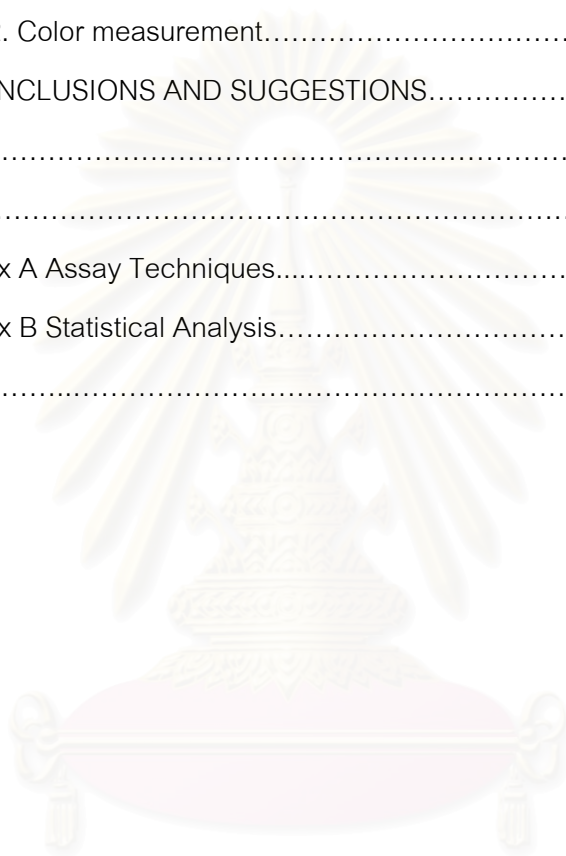 . Color measurement………………………………
NCLUSIONS AND SUGGESTIONS……………
……………………………………………………………
……………………………………………………………
x A Assay Techniques...…………………………
x B Statistical Analysis……………………………
……...………………………………………………………